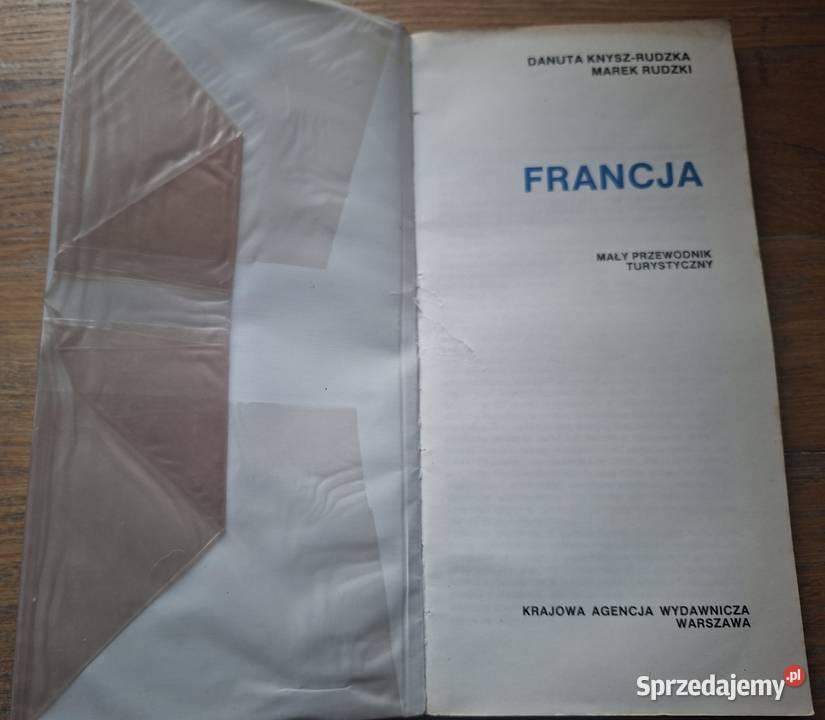 DANUTA KNYSZ-RUDZKA
MAREK RUDZKI
FRANCJA
MAŁY PRZEWODNIK
TURYSTYCZNY
KRAJOWA AGENCJA WYDAWNICZA
WARSZAWA
Sprzedajemy.pl